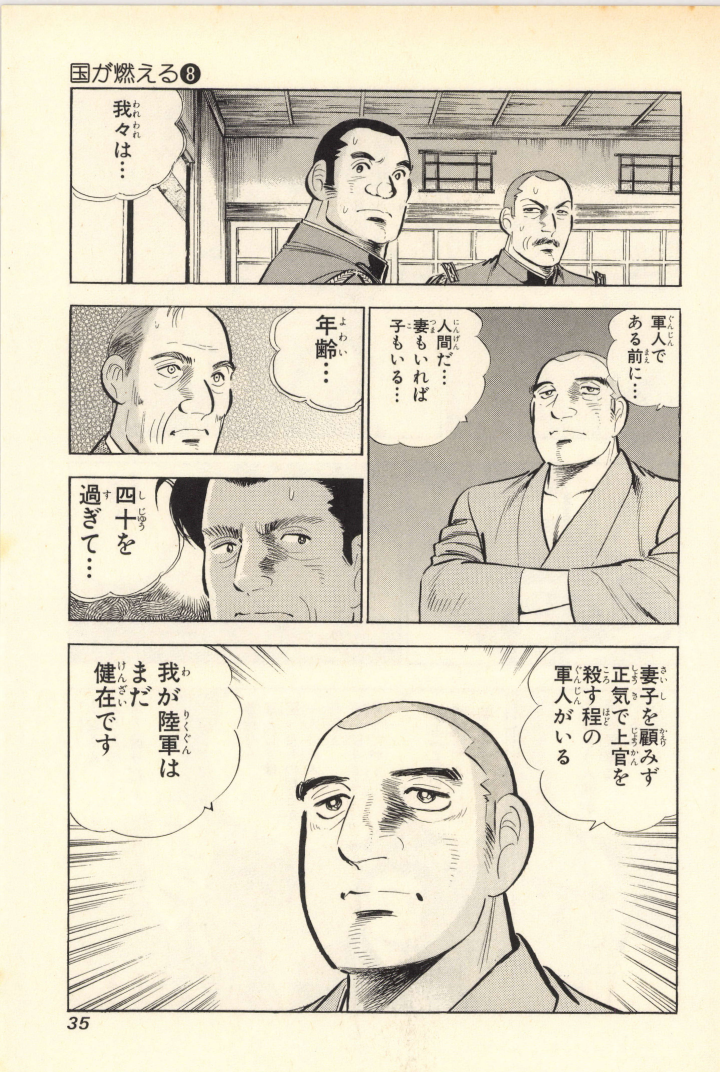 国が燃える❽
我々は…
軍人で
ある前に…
人間だ…
妻もいれば
子もいる…
年齢…
四十を
過ぎて…
妻子を顧みず
正気で上官を
殺す程の
軍人がいる
我が陸軍は
まだ
健在です
35